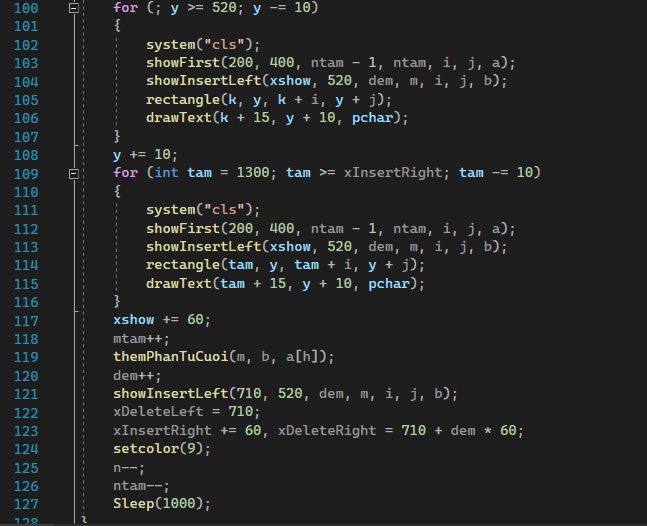 100 for (; y >= 520; y -= 10)
101 {
102 system("cls");
103 showFirst(200, 400, ntam - 1, ntam, i, j, a);
104 showInsertLeft(xshow, 520, dem, m, i, j, b);
105 rectangle(k, y, k + i, y + j);
106 drawText(k + 15, y + 10, pchar);
107 }
108 y += 10;
109 for (int tam = 1300; tam >= xInsertRight; tam -= 10)
110 {
111 system("cls");
112 showFirst(200, 400, ntam - 1, ntam, i, j, a);
113 showInsertLeft(xshow, 520, dem, m, i, j, b);
114 rectangle(tam, y, tam + i, y + j);
115 drawText(tam + 15, y + 10, pchar);
116 }
117 xshow += 60;
118 mtam++;
119 themPhanTuCuoi(m, b, a[h]);
120 dem++;
121 showInsertLeft(710, 520, dem, m, i, j, b);
122 xDeleteLeft = 710;
123 xInsertRight += 60, xDeleteRight = 710 + dem * 60;
124 setcolor(9);
125 n--;
126 ntam--;
127 Sleep(1000);
128 }